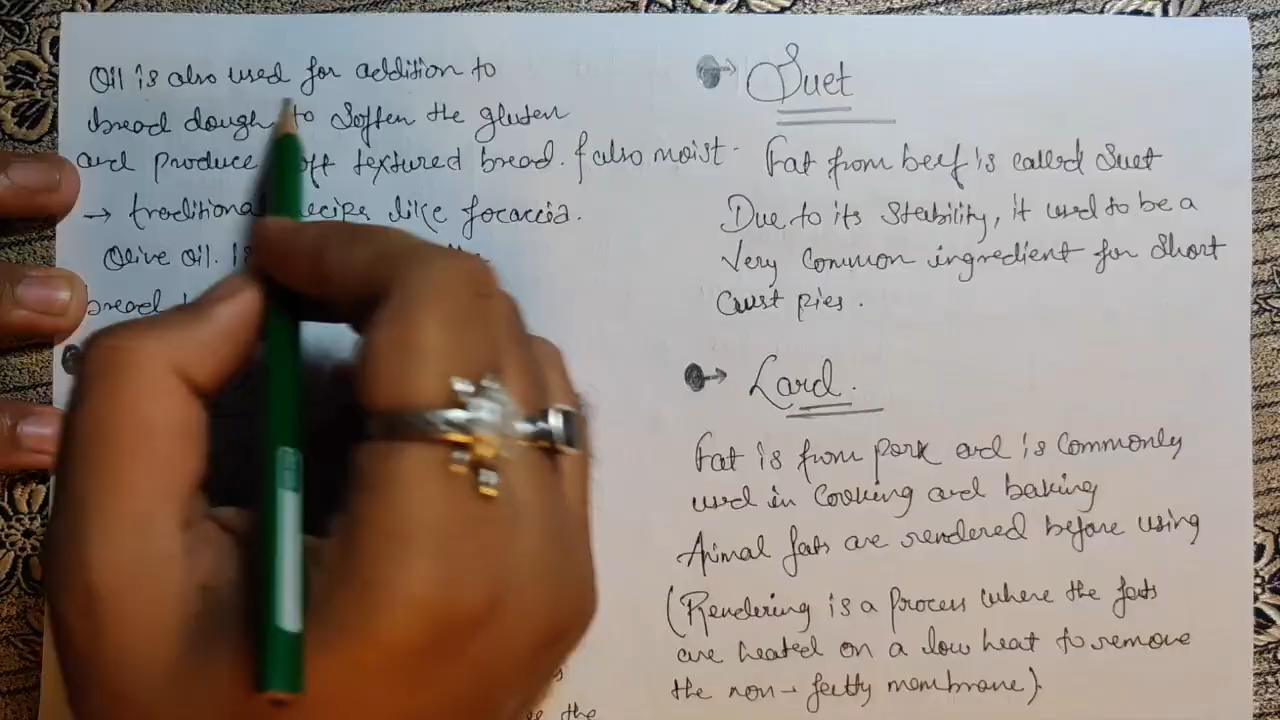 Oil is also used for addition to
bread dough to Soften the gluten
and produce soft textured bread. & also moist.
→ traditional recipe like focaccia.
Olive oil. is
bread
the
Suet
Fat from beef is called Suet
Due to its Stability, it used to be a
Very Common ingredient for Short
Crust pies.
Lard.
Fat is from pork and is Commonly
used in Cooking and baking
Animal fats are rendered before using
(Rendering is a process where the fats
are heated on a low heat to remove
the non-fatty membrane).